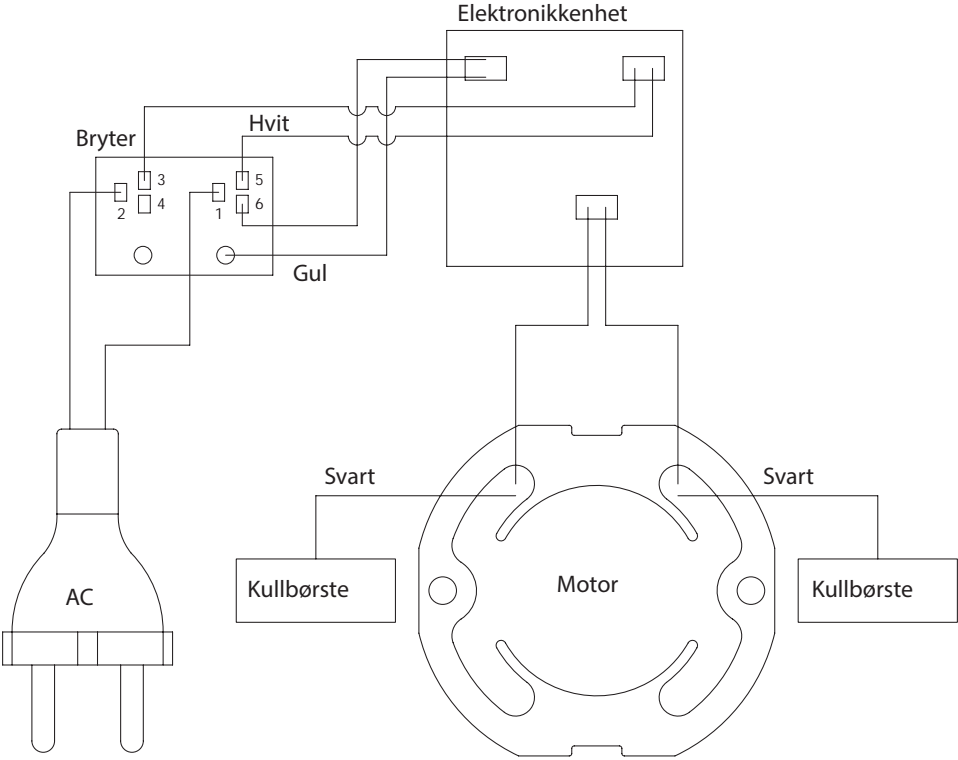 Elektronikkenhet
Hvit
Bryter
3
5
4
6
2
1
Gul
Svart
Svart
Kullbørste
Motor
Kullbørste
AC